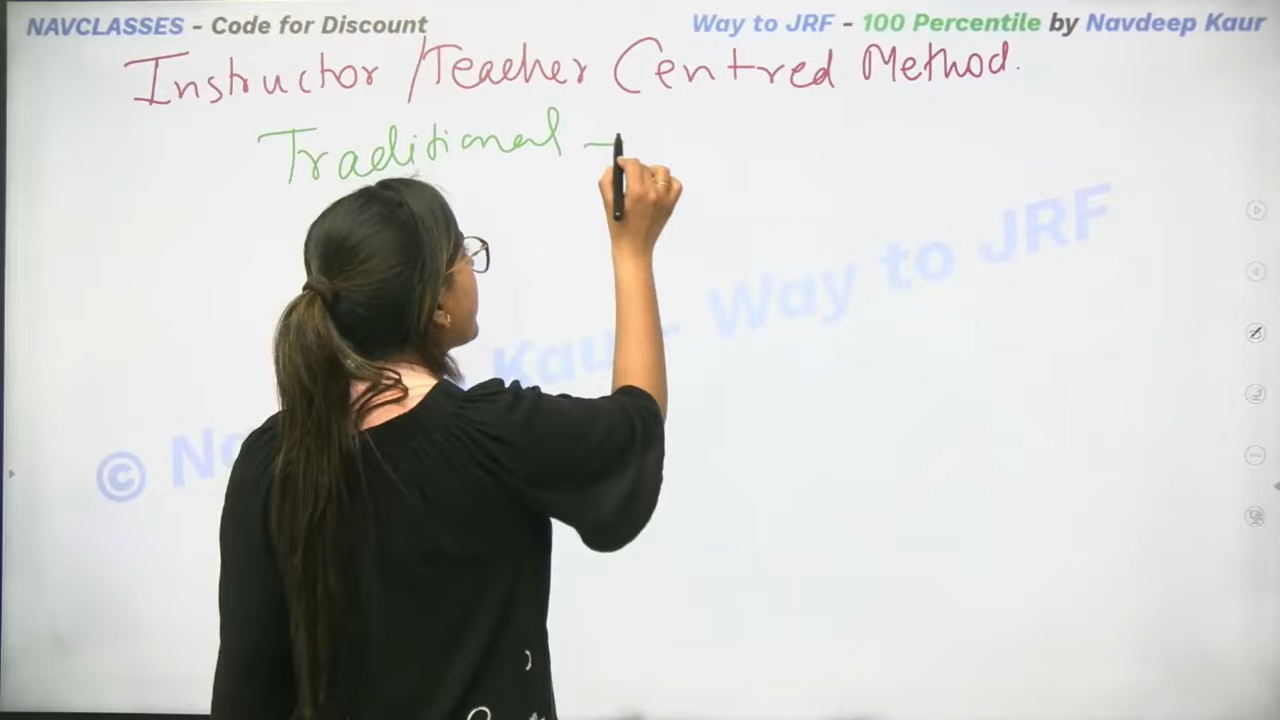 NAVCLASSES - Code for Discount
Way to JRF - 100 Percentile by Navdeep Kaur
Instructor /Teacher Centred Method.
Traditional -
© Na Kaur - Way to JRF